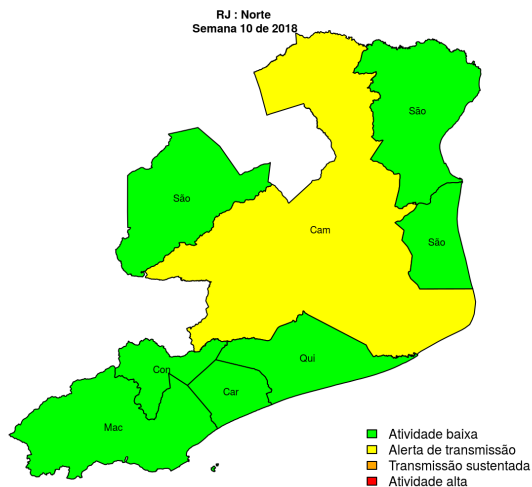 RJ : Norte
Semana 10 de 2018
São
São
Cam
São
Qui
Con
Car
Mac
Atividade baixa
Alerta de transmissão
Transmissão sustentada
Atividade alta